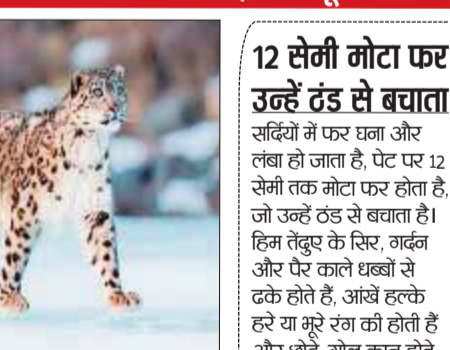 12 सेमी मोटा फर
उन्हें ठंड से बचाता
सर्दियों में फर घना और
लंबा हो जाता है, पेट पर 12
सेमी तक मोटा फर होता है,
जो उन्हें ठंड से बचाता है।
हिम तेंदुए के सिर, गर्दन
और पैर काले धब्बों से
ढके होते हैं, आंखें हल्के
हरे या भूरे रंग की होती हैं